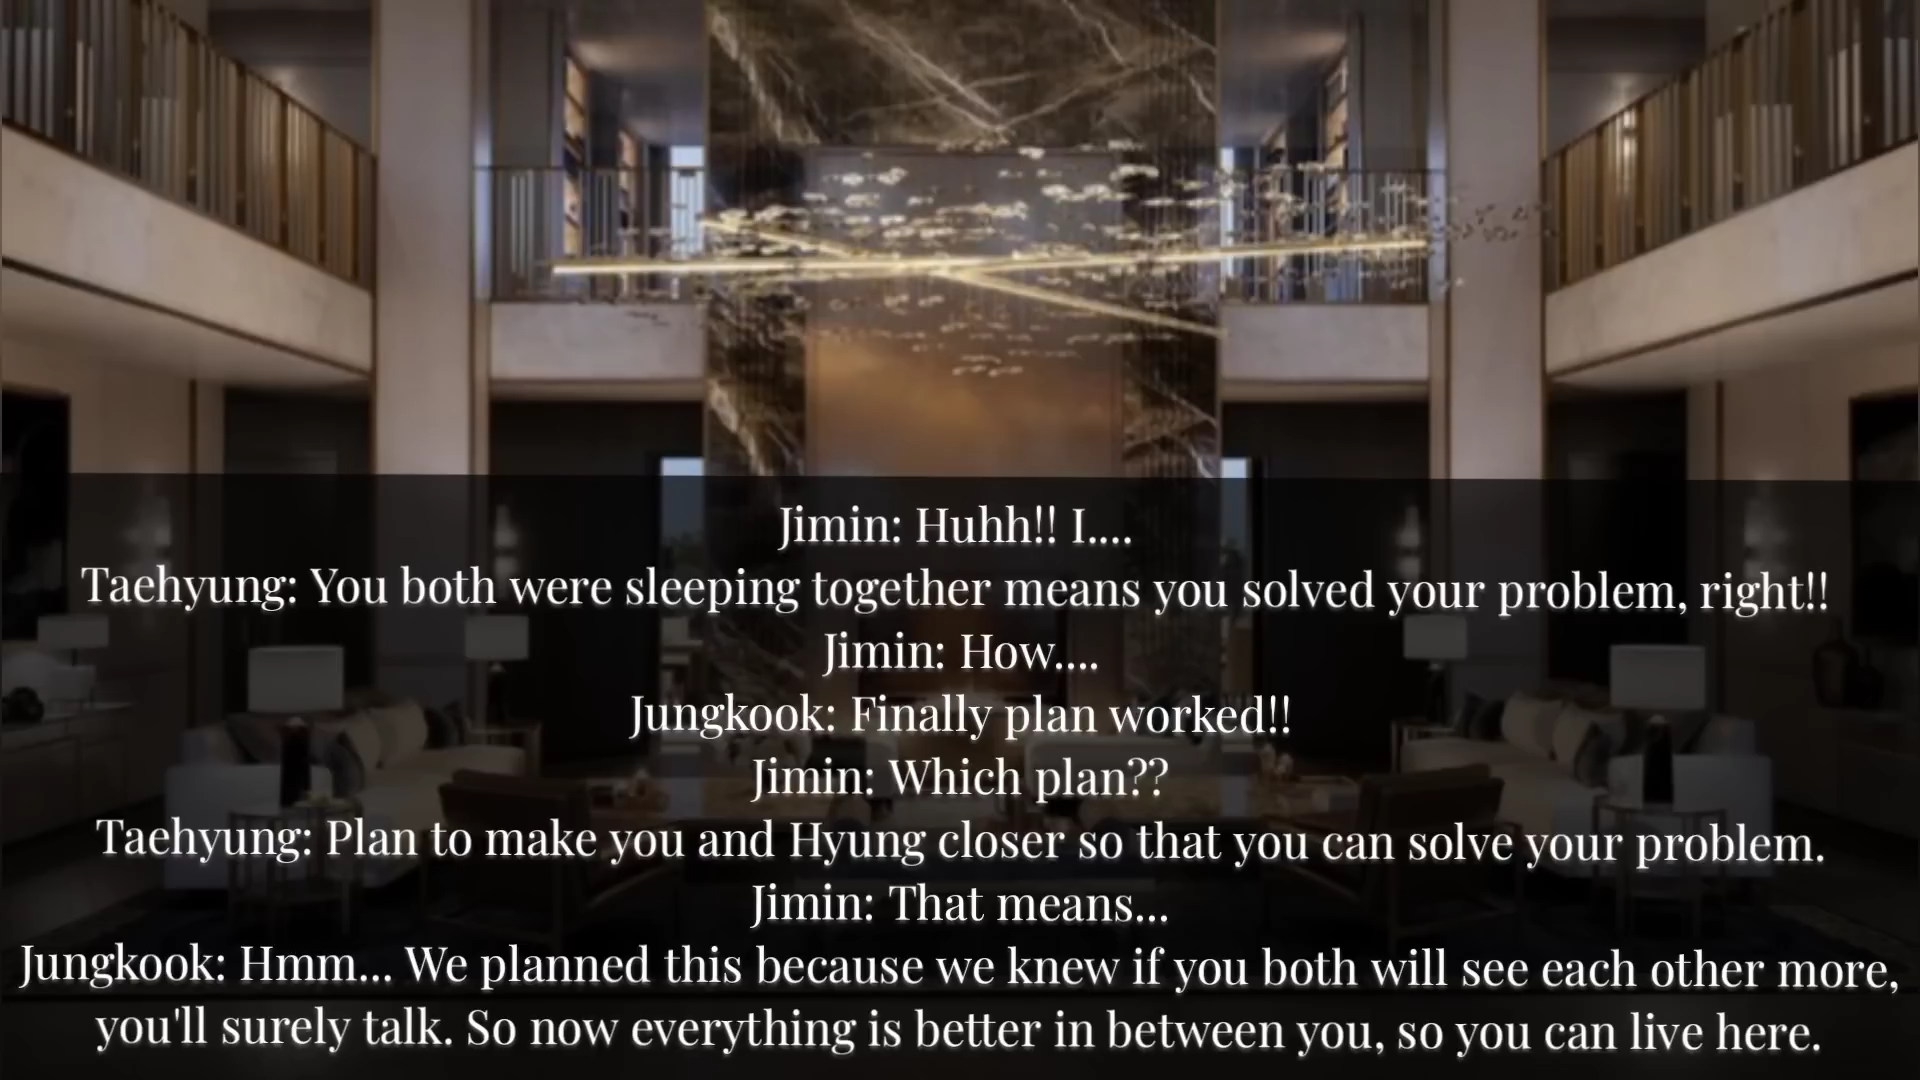 Jimin: Huhh!! I....
Taehyung: You both were sleeping together means you solved your problem, right!!
Jimin: How....
Jungkook: Finally plan worked!!
Jimin: Which plan??
Taehyung: Plan to make you and Hyung closer so that you can solve your problem.
Jimin: That means...
Jungkook: Hmm... We planned this because we knew if you both will see each other more,
you'll surely talk. So now everything is better in between you, so you can live here.